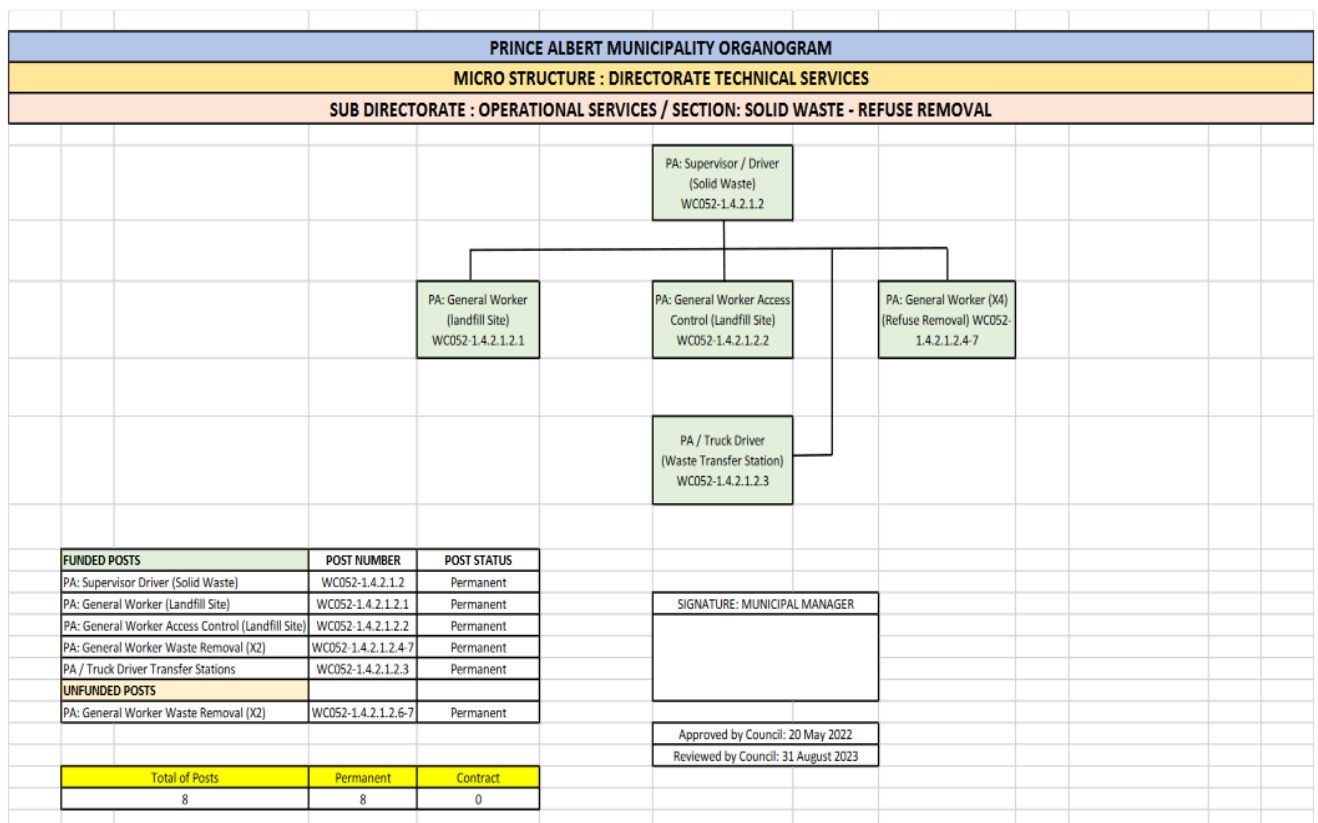 PRINCE ALBERT MUNICIPALITY ORGANOGRAM
MICRO STRUCTURE : DIRECTORATE TECHNICAL SERVICES
SUB DIRECTORATE : OPERATIONAL SERVICES / SECTION: SOLID WASTE - REFUSE REMOVAL
PA: Supervisor / Driver
(Solid Waste)
WC052-1.4.2.1.2
PA: General Worker
(landfill Site)
WC052-1.4.2.1.2.1
PA: General Worker Access
Control (Landfill Site)
WC052-1.4.2.1.2.2
PA: General Worker (X4)
(Refuse Removal) WC052-
1.4.2.1.2.4-7
PA / Truck Driver
(Waste Transfer Station)
WC052-1.4.2.1.2.3
FUNDED POSTS POST NUMBER POST STATUS
PA: Supervisor Driver (Solid Waste) WC052-1.4.2.1.2 Permanent
PA: General Worker (Landfill Site) WC052-1.4.2.1.2.1 Permanent
PA: General Worker Access Control (Landfill Site) WC052-1.4.2.1.2.2 Permanent
PA: General Worker Waste Removal (X2) WC052-1.4.2.1.2.4-7 Permanent
PA / Truck Driver Transfer Stations WC052-1.4.2.1.2.3 Permanent
UNFUNDED POSTS
PA: General Worker Waste Removal (X2) WC052-1.4.2.1.2.6-7 Permanent
Total of Posts Permanent Contract
8 8 0
SIGNATURE: MUNICIPAL MANAGER
Approved by Council: 20 May 2022
Reviewed by Council: 31 August 2023